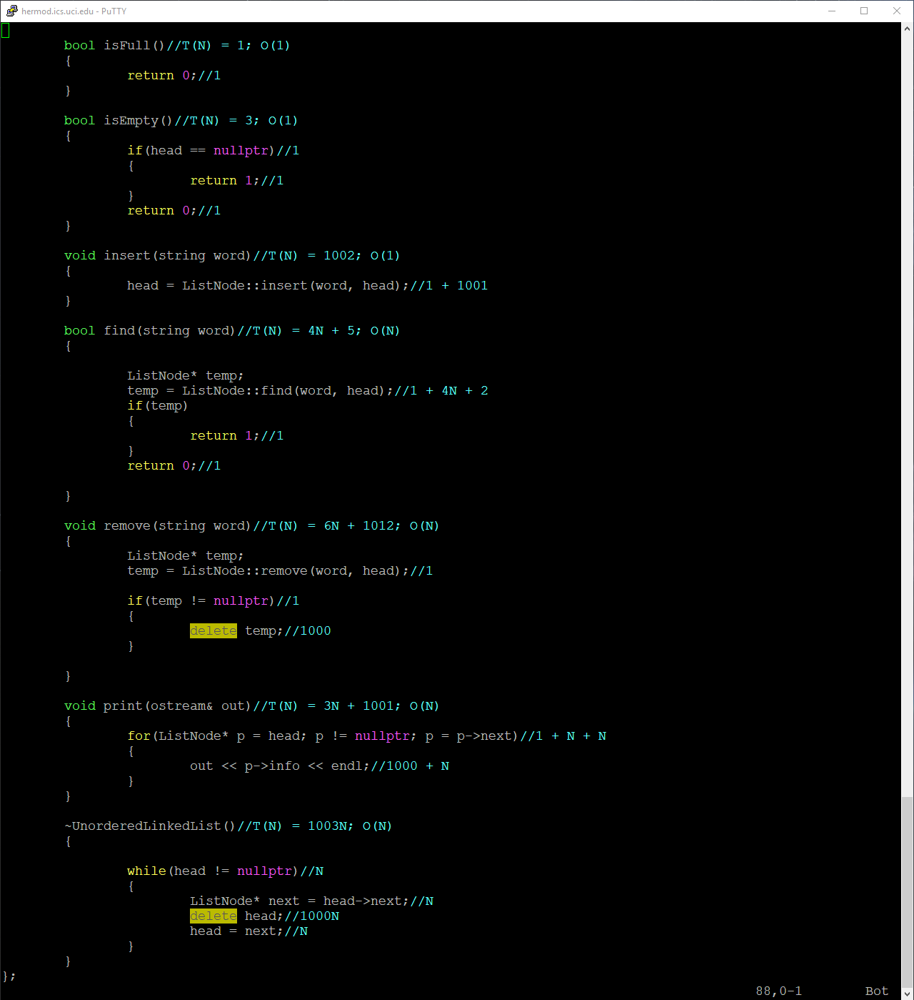 hermod.ics.uci.edu - PuTTY
bool isFull()//T(N) = 1; O(1)
{
return 0;//1
}
bool isEmpty()//T(N) = 3; O(1)
{
if(head == nullptr)//1
{
return 1;//1
}
return 0;//1
}
void insert(string word)//T(N) = 1002; O(1)
{
head = ListNode::insert(word, head);//1 + 1001
}
bool find(string word)//T(N) = 4N + 5; O(N)
{
ListNode* temp;
temp = ListNode::find(word, head);//1 + 4N + 2
if(temp)
{
return 1;//1
}
return 0;//1
}
void remove(string word)//T(N) = 6N + 1012; O(N)
{
ListNode* temp;
temp = ListNode::remove(word, head);//1
if(temp != nullptr)//1
{
delete temp;//1000
}
}
void print(ostream& out)//T(N) = 3N + 1001; O(N)
{
for(ListNode* p = head; p != nullptr; p = p->next)//1 + N + N
{
out << p->info << endl;//1000 + N
}
}
~UnorderedLinkedList()//T(N) = 1003N; O(N)
{
while(head != nullptr)//N
{
ListNode* next = head->next;//N
delete head;//1000N
head = next;//N
}
}
};
88,0-1 Bot